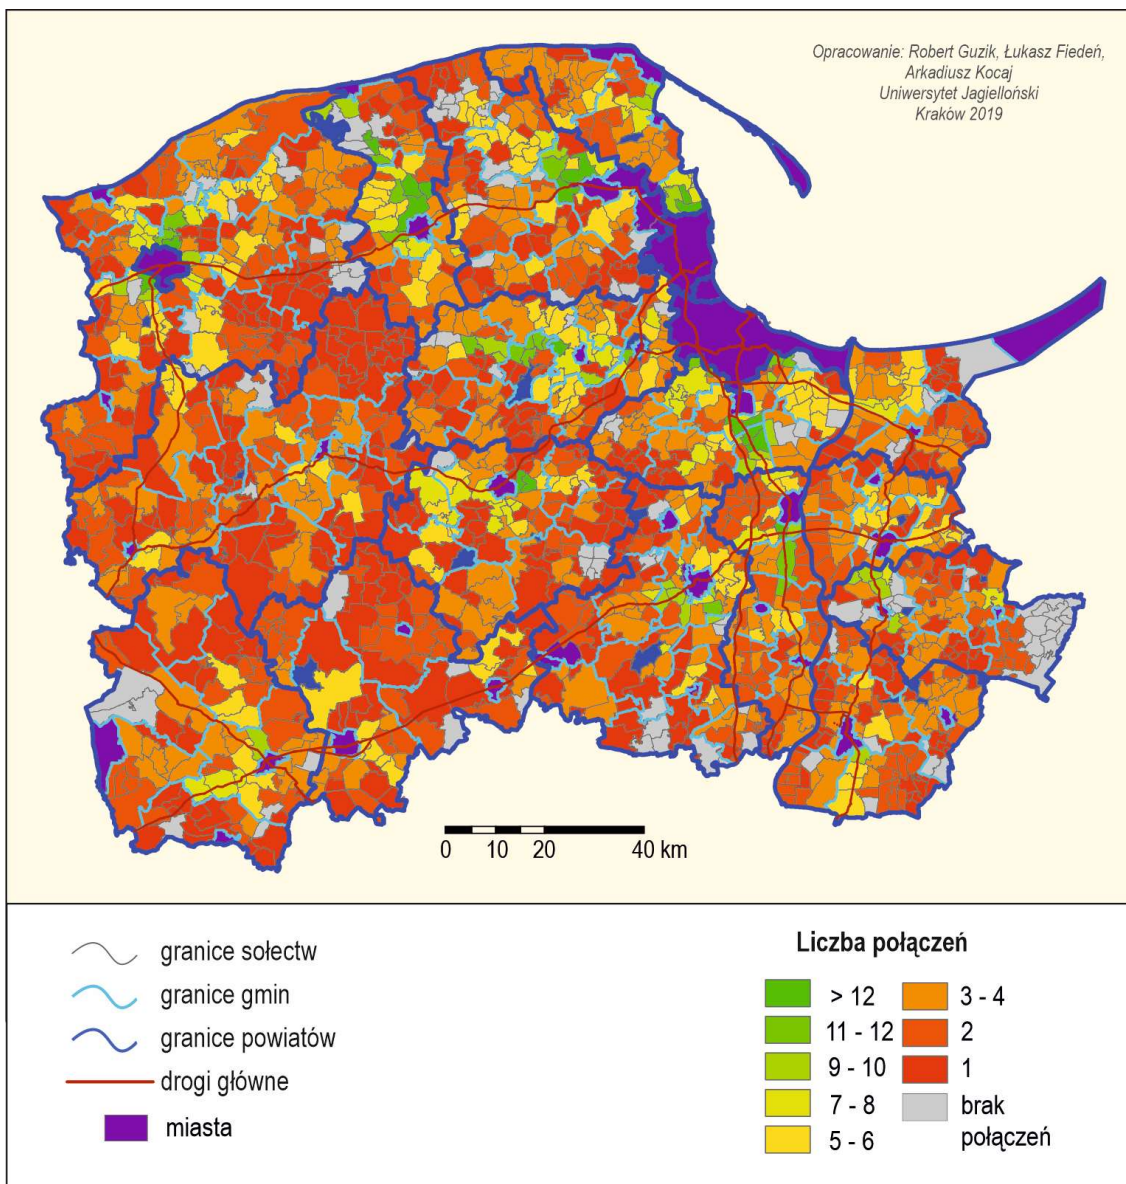 Opracowanie: Robert Guzik, Łukasz Fiedeń,
Arkadiusz Kocaj
Uniwersytet Jagielloński
Kraków 2019
0 10 20 40 km
granice sołectw
granice gmin
granice powiatów
drogi główne
miasta
Liczba połączeń
> 12
11 - 12
9 - 10
7 - 8
5 - 6
3 - 4
2
1
brak
połączeń